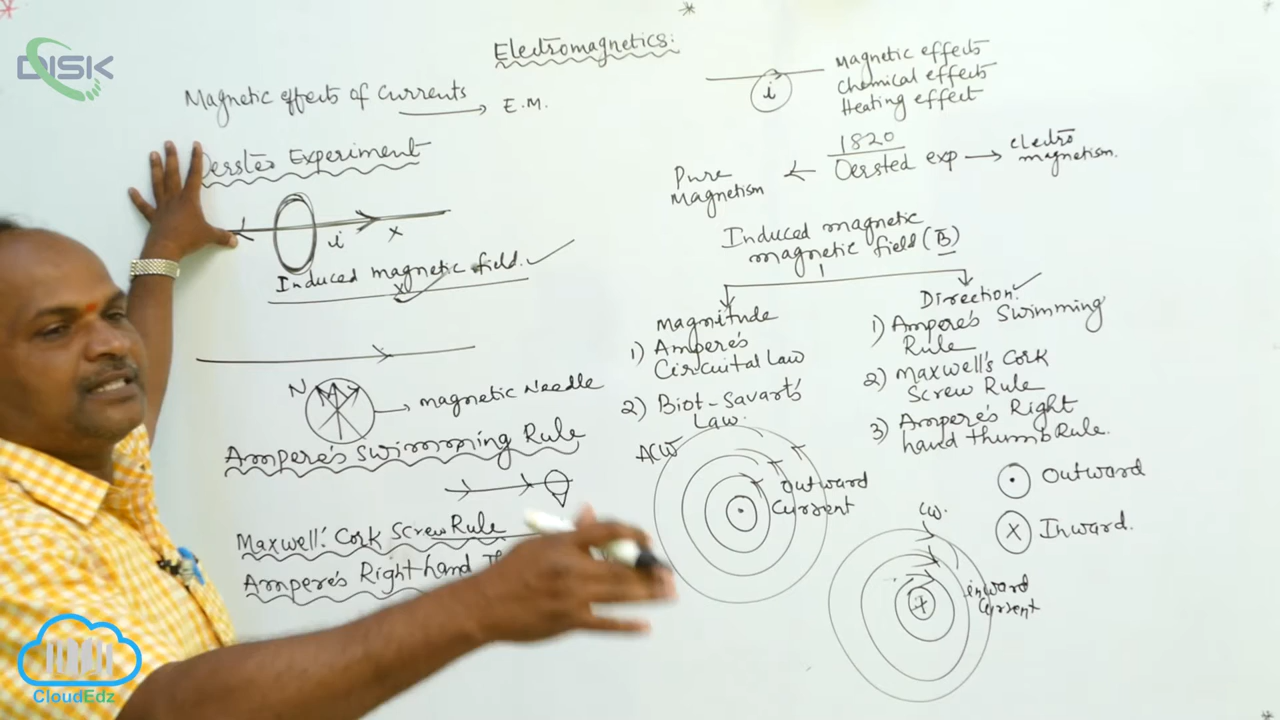 DISK
Electromagnetics:
Magnetic effects of Currents → E.M.
Oersted Experiment
i
x
Induced magnetic field.
x
N
M
magnetic Needle
Ampere's Swimming Rule
Maxwell's Cork Screw Rule
Ampere's Right hand
i
Magnetic effects
Chemical effects
Heating effect
1820
Pure Magnetism ← Oersted exp → electro magnetism.
Induced magnetic
magnetic field (B)
Magnitude
1) Ampere's
Circuital Law
2) Biot-Savart's
Law.
Direction.
1) Ampere's Swimming
Rule
2) Maxwell's Cork
Screw Rule
3) Ampere's Right
hand thumb Rule.
ACW
outward
Current
CW.
x
inward
Current
Outward
x Inward.
CloudEdz